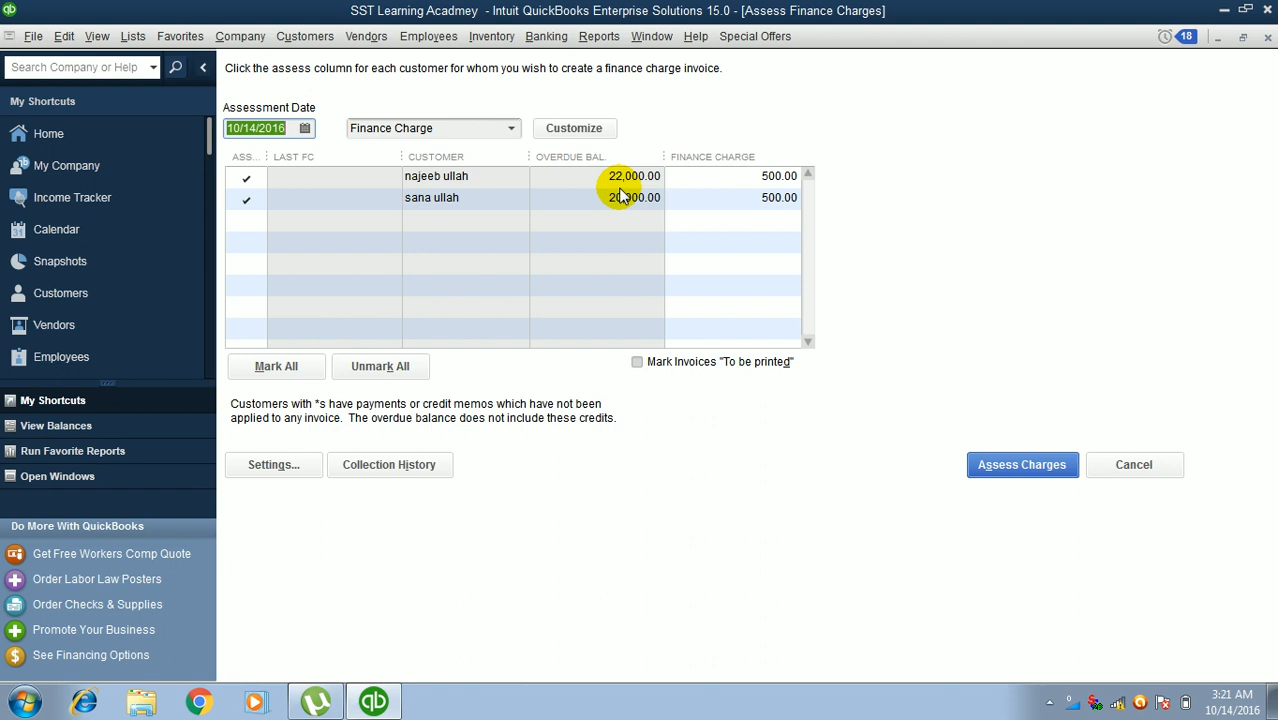 SST Learning Acadmey - Intuit QuickBooks Enterprise Solutions 15.0 - [Assess Finance Charges]
File Edit View Lists Favorites Company Customers Vendors Employees Inventory Banking Reports Window Help Special Offers
18
Search Company or Help
My Shortcuts
Home
My Company
Income Tracker
Calendar
31
Snapshots
Customers
Vendors
Employees
My Shortcuts
View Balances
Run Favorite Reports
Open Windows
Do More With QuickBooks
Get Free Workers Comp Quote
Order Labor Law Posters
Order Checks & Supplies
Promote Your Business
See Financing Options
Click the assess column for each customer for whom you wish to create a finance charge invoice.
Assessment Date
10/14/2016 Finance Charge Customize
ASS... LAST FC CUSTOMER OVERDUE BAL. FINANCE CHARGE
najeeb ullah 22,000.00 500.00
sana ullah 500.00
Mark All Unmark All Mark Invoices "To be printed"
Customers with *s have payments or credit memos which have not been
applied to any invoice. The overdue balance does not include these credits.
Settings... Collection History Assess Charges Cancel
3:21 AM
10/14/2016